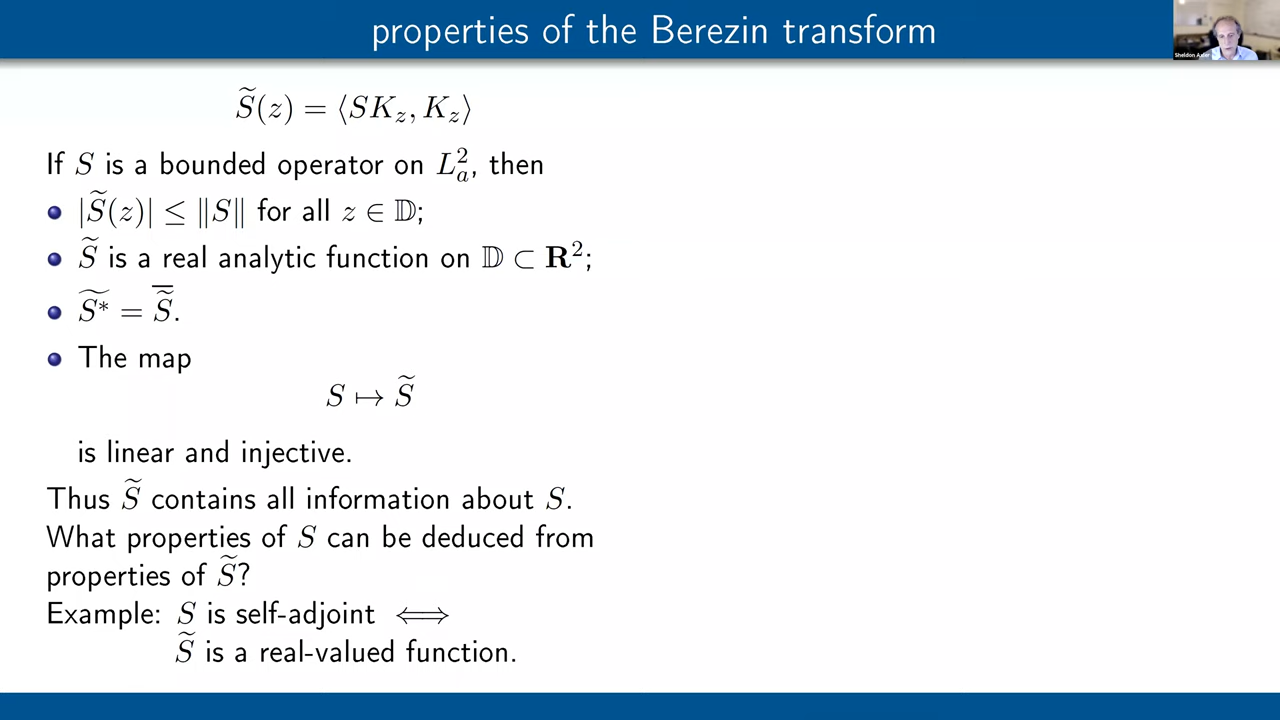 properties of the Berezin transform
Sheldon Axler
S̃(z) = ⟨SK_z, K_z⟩
If S is a bounded operator on L²_a, then
• |S̃(z)| ≤ ‖S‖ for all z ∈ 𝔻;
• S̃ is a real analytic function on 𝔻 ⊂ R²;
• S̃* = S̃̅.
• The map
S ↦ S̃
is linear and injective.
Thus S̃ contains all information about S.
What properties of S can be deduced from
properties of S̃?
Example: S is self-adjoint ⟺
S̃ is a real-valued function.